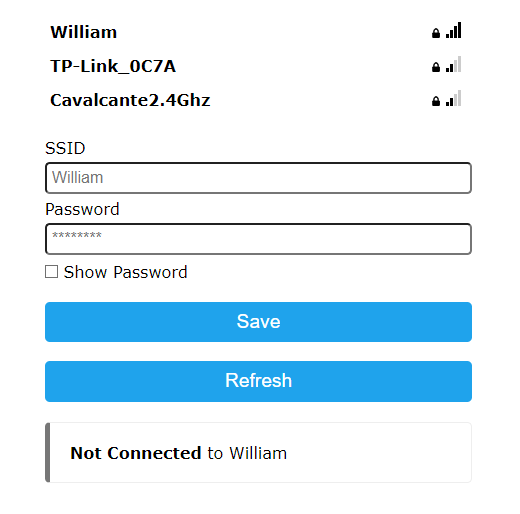 William
TP-Link_0C7A
Cavalcante2.4Ghz
SSID
William
Password
********
Show Password
Save
Refresh
Not Connected to William